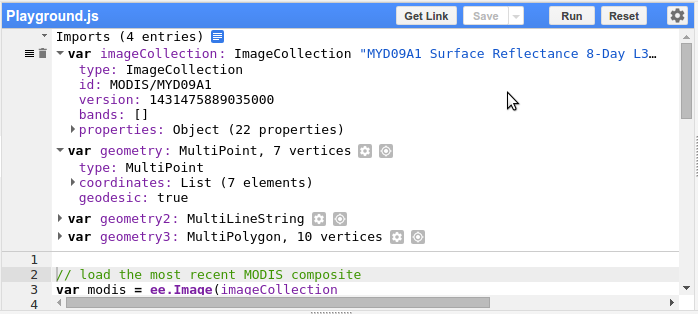 Playground.js Get Link Save Run Reset
Imports (4 entries)
var imageCollection: ImageCollection "MYD09A1 Surface Reflectance 8-Day L3…
type: ImageCollection
id: MODIS/MYD09A1
version: 1431475889035000
bands: []
properties: Object (22 properties)
var geometry: MultiPoint, 7 vertices
type: MultiPoint
coordinates: List (7 elements)
geodesic: true
var geometry2: MultiLineString
var geometry3: MultiPolygon, 10 vertices
1
2 // load the most recent MODIS composite
3 var modis = ee.Image(imageCollection
4